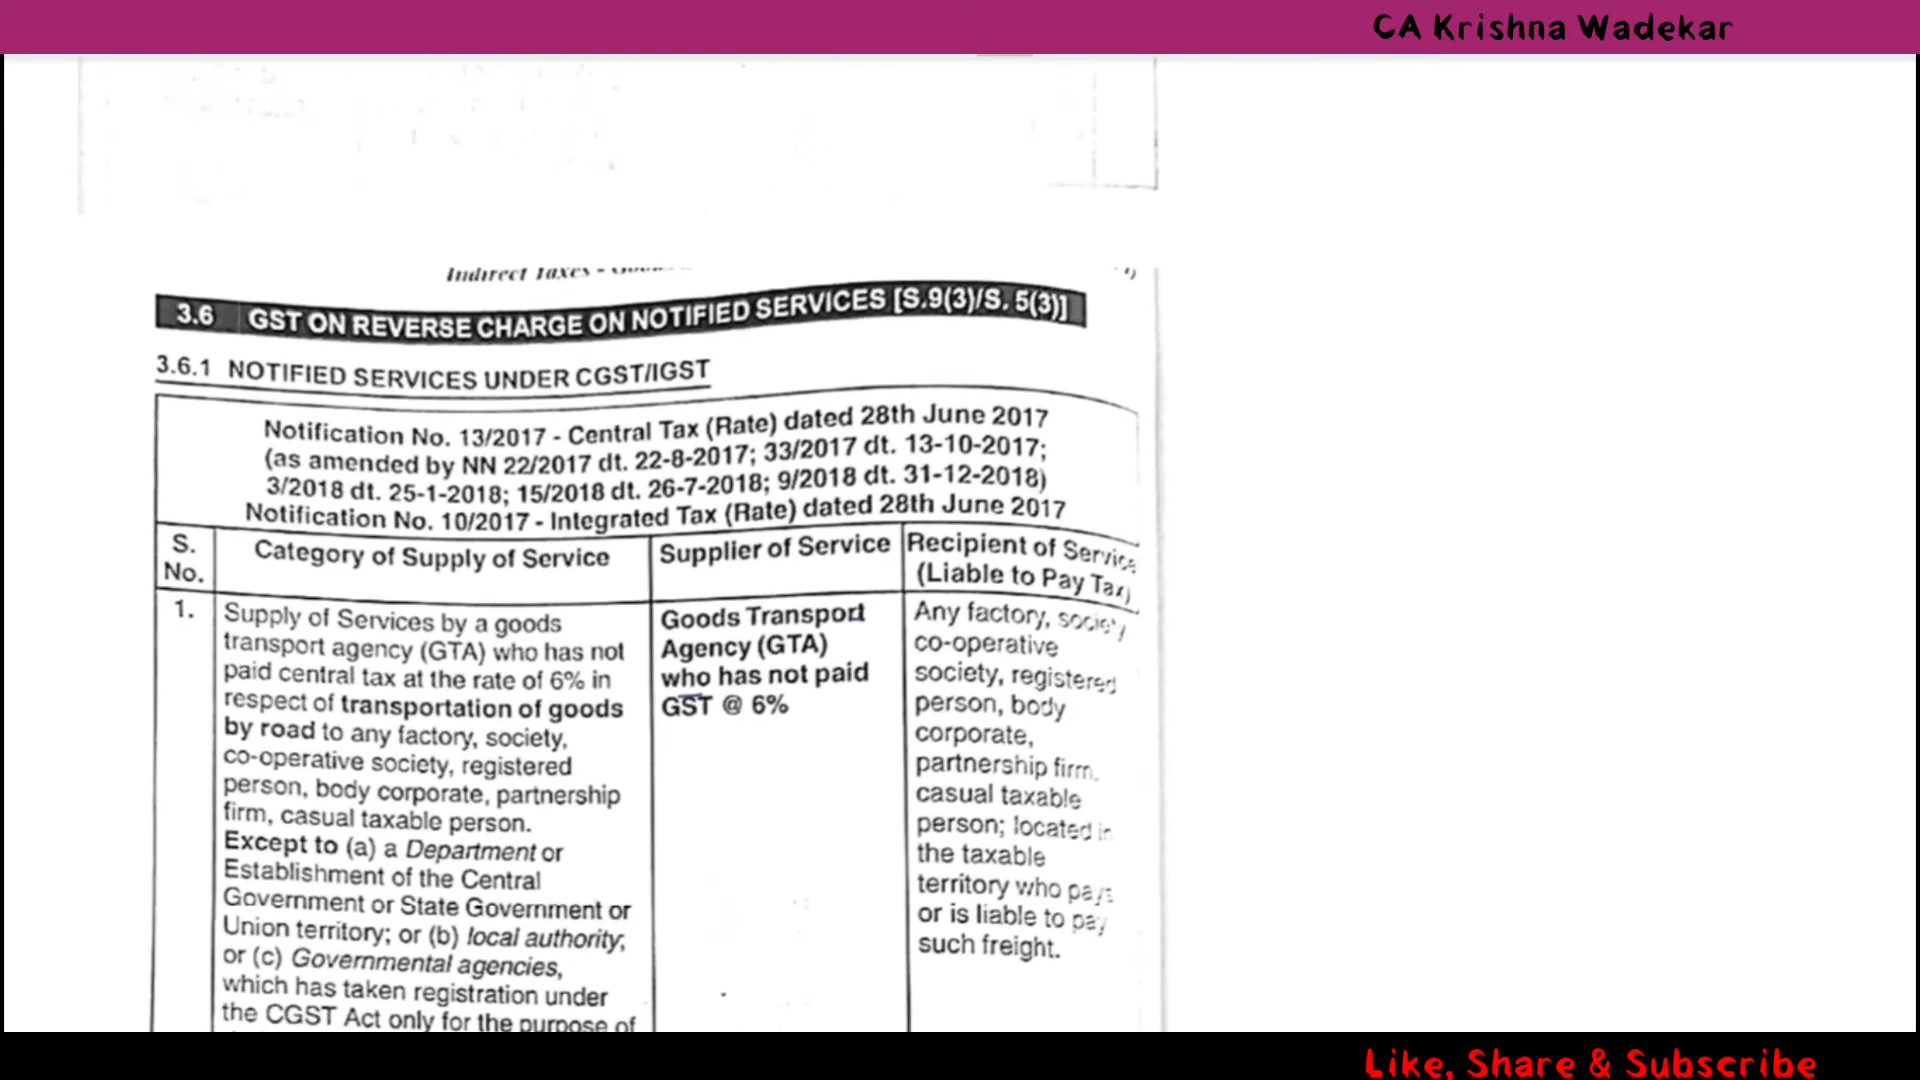 CA Krishna Wadekar
Indirect Taxes -
3.6 GST ON REVERSE CHARGE ON NOTIFIED SERVICES [S.9(3)/S. 5(3)]
3.6.1 NOTIFIED SERVICES UNDER CGST/IGST
Notification No. 13/2017 - Central Tax (Rate) dated 28th June 2017
(as amended by NN 22/2017 dt. 22-8-2017; 33/2017 dt. 13-10-2017;
3/2018 dt. 25-1-2018; 15/2018 dt. 26-7-2018; 9/2018 dt. 31-12-2018)
Notification No. 10/2017 - Integrated Tax (Rate) dated 28th June 2017
S.
No.
Category of Supply of Service
Supplier of Service
Recipient of Service
(Liable to Pay Tax)
1.
Supply of Services by a goods
transport agency (GTA) who has not
paid central tax at the rate of 6% in
respect of transportation of goods
by road to any factory, society,
co-operative society, registered
person, body corporate, partnership
firm, casual taxable person.
Except to (a) a Department or
Establishment of the Central
Government or State Government or
Union territory; or (b) local authority;
or (c) Governmental agencies,
which has taken registration under
the CGST Act only for the purpose of
Goods Transport
Agency (GTA)
who has not paid
GST @ 6%
Any factory, society
co-operative
society, registered
person, body
corporate,
partnership firm.
casual taxable
person; located in
the taxable
territory who pays
or is liable to pay
such freight.
Like, Share & Subscribe